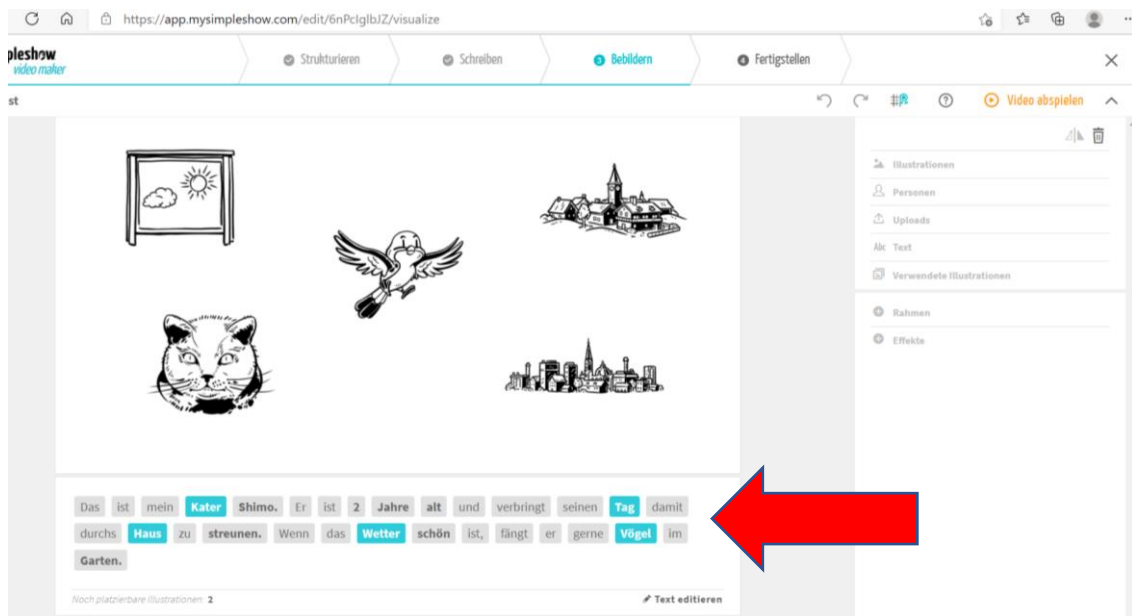 https://app.mysimpleshow.com/edit/6nPcIglbJZ/visualize
pleshow
video maker
Strukturieren
Schreiben
3 Bebildern
4 Fertigstellen
st
Video abspielen
Illustrationen
Personen
Uploads
Abc Text
Verwendete Illustrationen
Rahmen
Effekte
Das ist mein Kater Shimo. Er ist 2 Jahre alt und verbringt seinen Tag damit
durchs Haus zu streunen. Wenn das Wetter schön ist, fängt er gerne Vögel im
Garten.
Noch platzierbare Illustrationen: 2
Text editieren